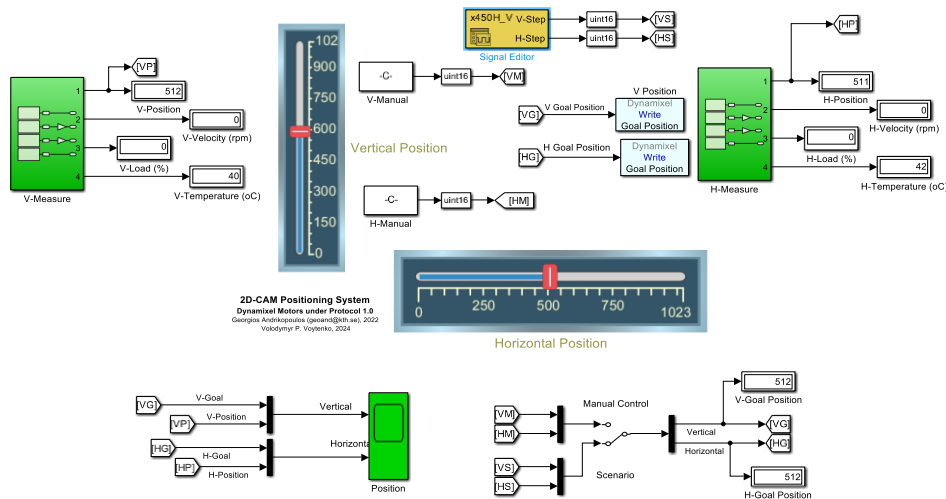 x450H_V
V-Step
H-Step
Signal Editor
uint16
uint16
[VS]
[HS]
[HP]
1
2
3
4
[VP]
512
V-Position
0
V-Velocity (rpm)
0
V-Load (%)
40
V-Temperature (oC)
V-Measure
102
900
750
600
450
300
150
0
Vertical Position
-C-
V-Manual
uint16
[VM]
V Position
[VG]
V Goal Position
Dynamixel
Write
Goal Position
[HG]
H Goal Position
Dynamixel
Write
Goal Position
-C-
H-Manual
uint16
[HM]
1
2
3
4
511
H-Position
0
H-Velocity (rpm)
0
H-Load (%)
42
H-Temperature (oC)
H-Measure
0
250
500
750
1023
Horizontal Position
2D-CAM Positioning System
Dynamixel Motors under Protocol 1.0
Georgios Andrikopoulos (geoand@kth.se), 2022
Volodymyr P. Voytenko, 2024
[VG]
V-Goal
[VP]
V-Position
[HG]
H-Goal
[HP]
H-Position
Vertical
Horizonta
Position
[VM]
[HM]
Manual Control
[VS]
[HS]
Scenario
Vertical
Horizontal
512
V-Goal Position
[VG]
[HG]
512
H-Goal Position